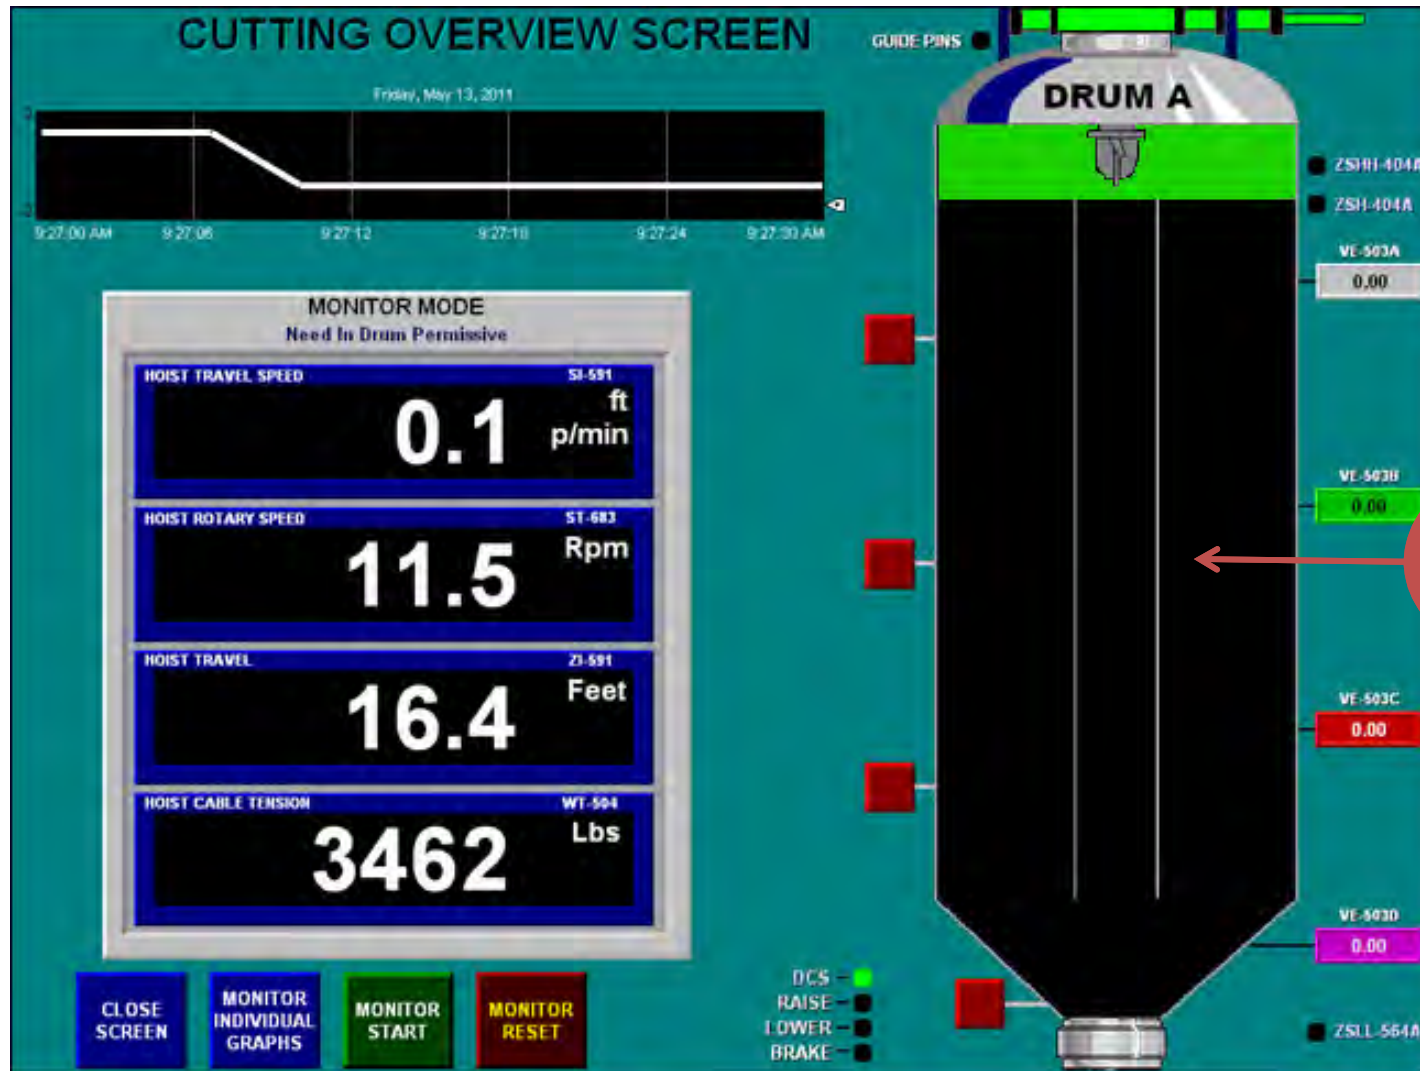 CUTTING OVERVIEW SCREEN
Friday, May 13, 2011
9:27:00 AM 9:27:06 9:27:12 9:27:18 9:27:24 9:27:30 AM
MONITOR MODE
Need In Drum Permissive
HOIST TRAVEL SPEED SI-591
0.1 ft
p/min
HOIST ROTARY SPEED ST-683
11.5 Rpm
HOIST TRAVEL ZI-591
16.4 Feet
HOIST CABLE TENSION WT-504
3462 Lbs
CLOSE
SCREEN
MONITOR
INDIVIDUAL
GRAPHS
MONITOR
START
MONITOR
RESET
GUIDE PINS
DRUM A
ZSHH-404A
ZSH-404A
VE-503A
0.00
VE-503B
0.00
VE-503C
0.00
VE-503D
0.00
DCS
RAISE
LOWER
BRAKE
ZSLL-564A